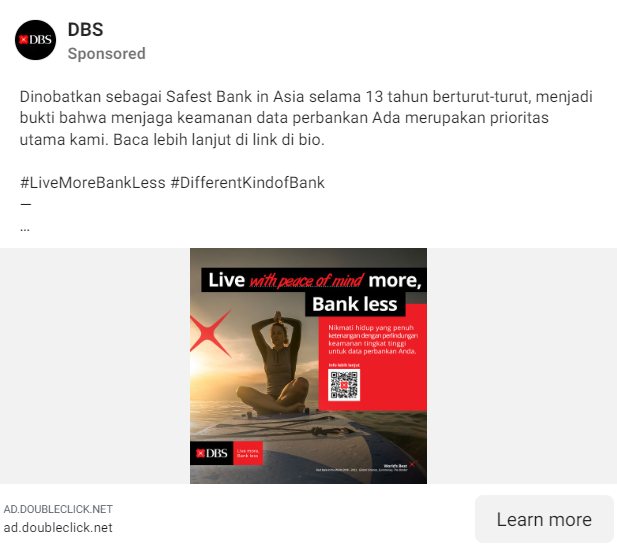 DBS
DBS
Sponsored
Dinobatkan sebagai Safest Bank in Asia selama 13 tahun berturut-turut, menjadi
bukti bahwa menjaga keamanan data perbankan Ada merupakan prioritas
utama kami. Baca lebih lanjut di link di bio.
#LiveMoreBankLess #DifferentKindofBank
—
...
Live with peace of mind more,
Bank less
Nikmati hidup yang penuh
ketenangan dengan perlindungan
keamanan tingkat tinggi
untuk data perbankan Anda.
Info lebih lanjut
DBS
Live more,
Bank less
World's Best
AD.DOUBLECLICK.NET
ad.doubleclick.net
Learn more